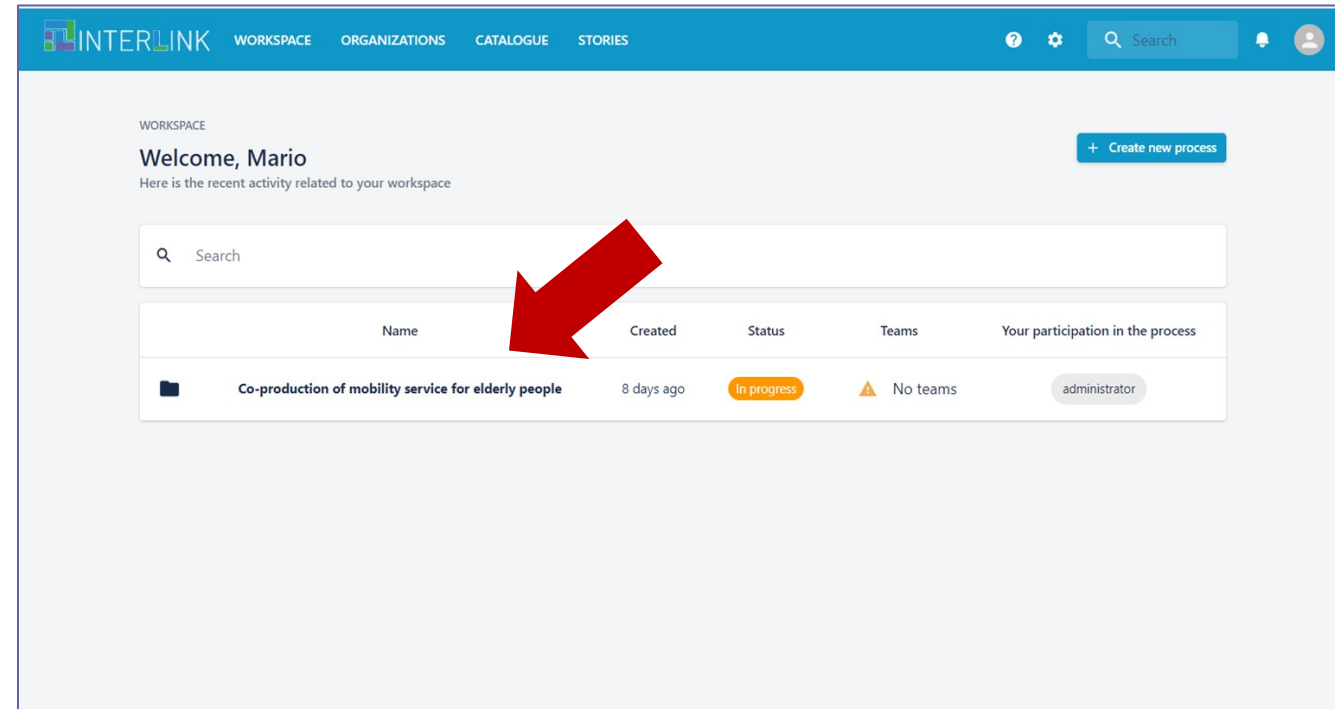 INTERLINK WORKSPACE ORGANIZATIONS CATALOGUE STORIES Search
WORKSPACE
Welcome, Mario
+ Create new process
Here is the recent activity related to your workspace
Search
Name Created Status Teams Your participation in the process
Co-production of mobility service for elderly people 8 days ago In progress No teams administrator